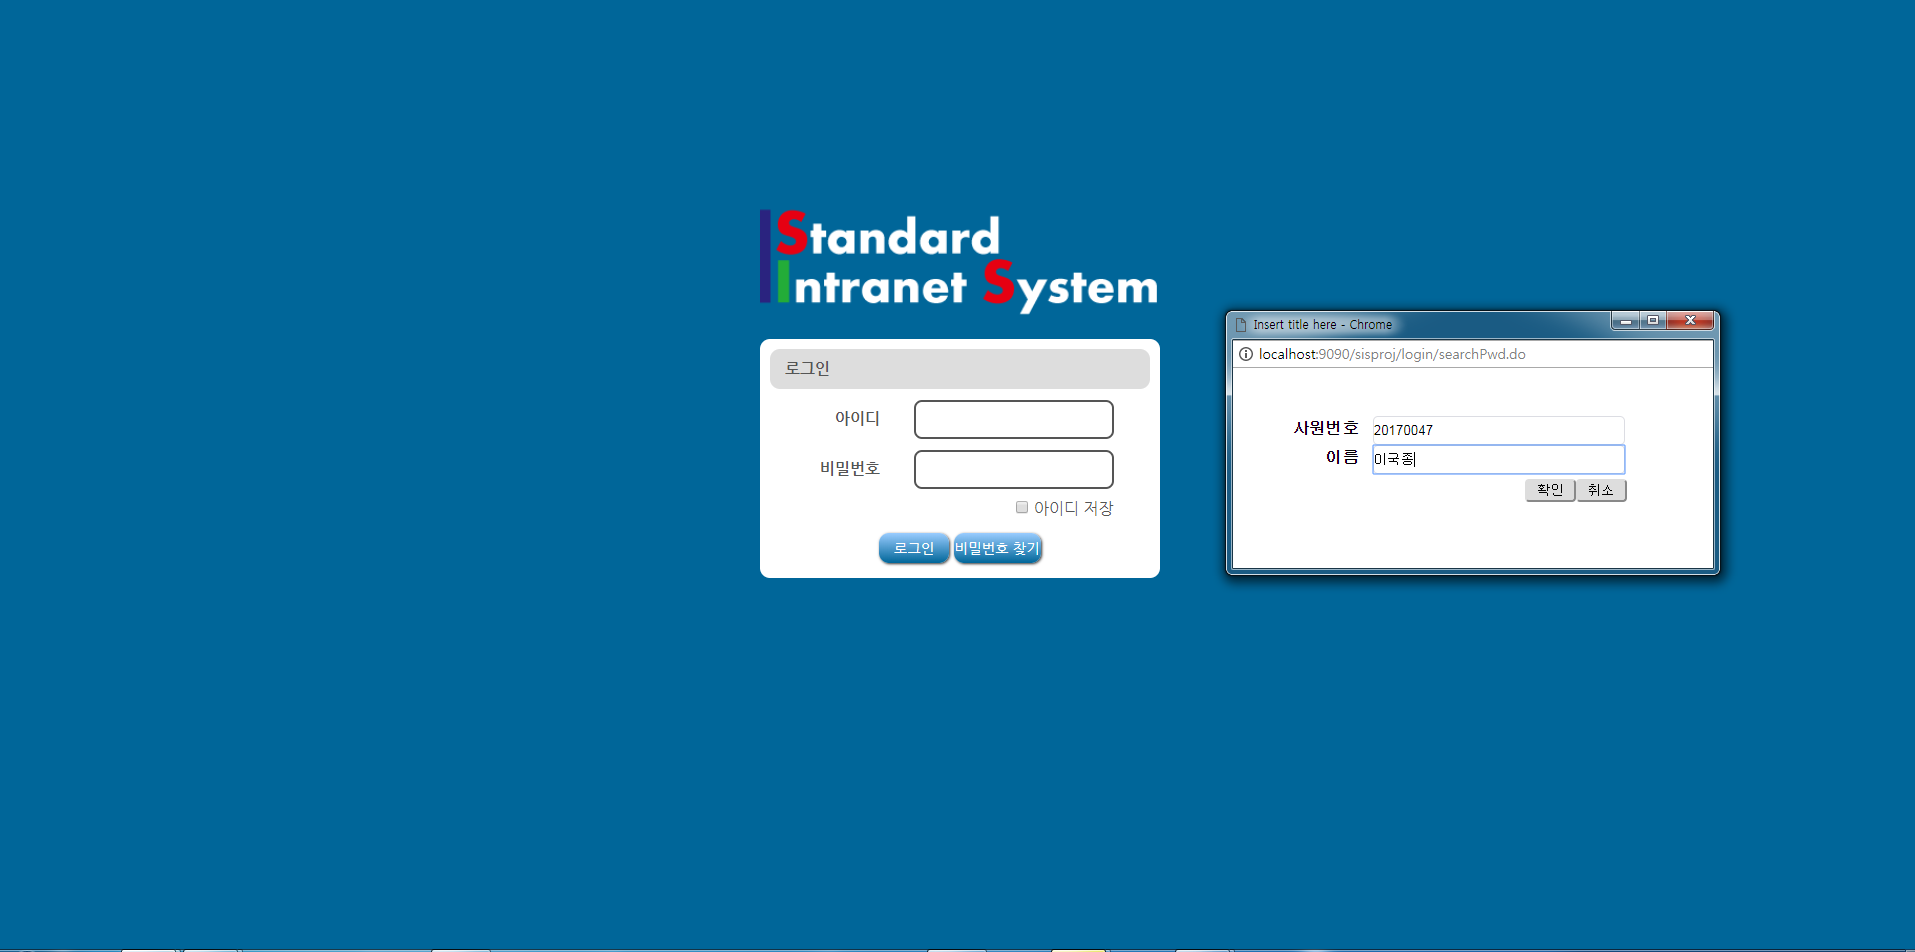 Standard
Intranet System
로그인
아이디
비밀번호
아이디 저장
로그인 비밀번호 찾기
Insert title here - Chrome
localhost:9090/sisproj/login/searchPwd.do
사원번호 20170047
이름 이국종
확인 취소